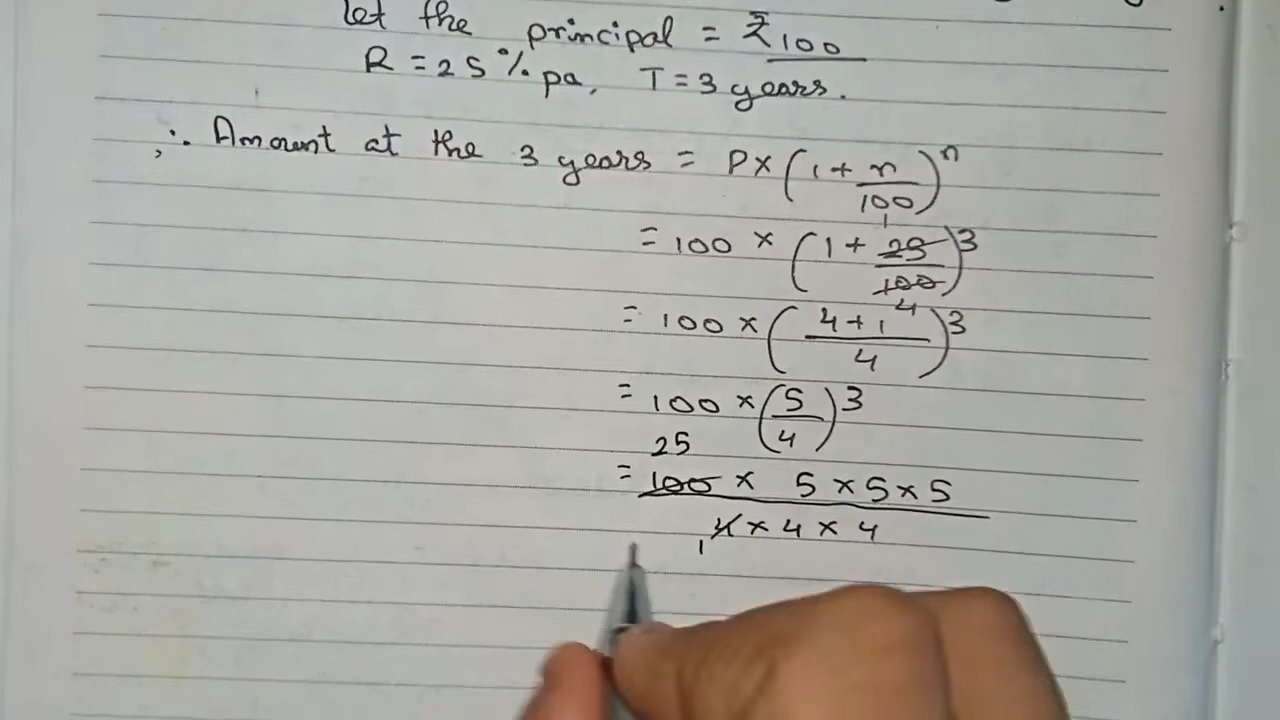 let the principal = ₹100
R = 25% pa, T = 3 years.
∴ Amount at the 3 years = P × (1 + r/100)^n
= 100 × (1 + 25/100)^3
1
4
= 100 × (4+1/4)^3
= 100 × (5/4)^3
25
= 100 × 5 × 5 × 5 / 4 × 4 × 4
1